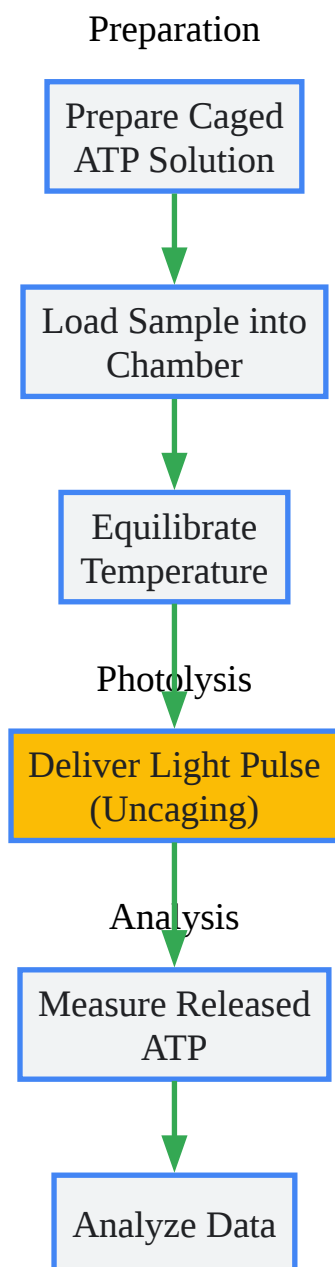 Preparation
Prepare Caged
ATP Solution
Load Sample into
Chamber
Equilibrate
Temperature
Photolysis
Deliver Light Pulse
(Uncaging)
Analysis
Measure Released
ATP
Analyze Data